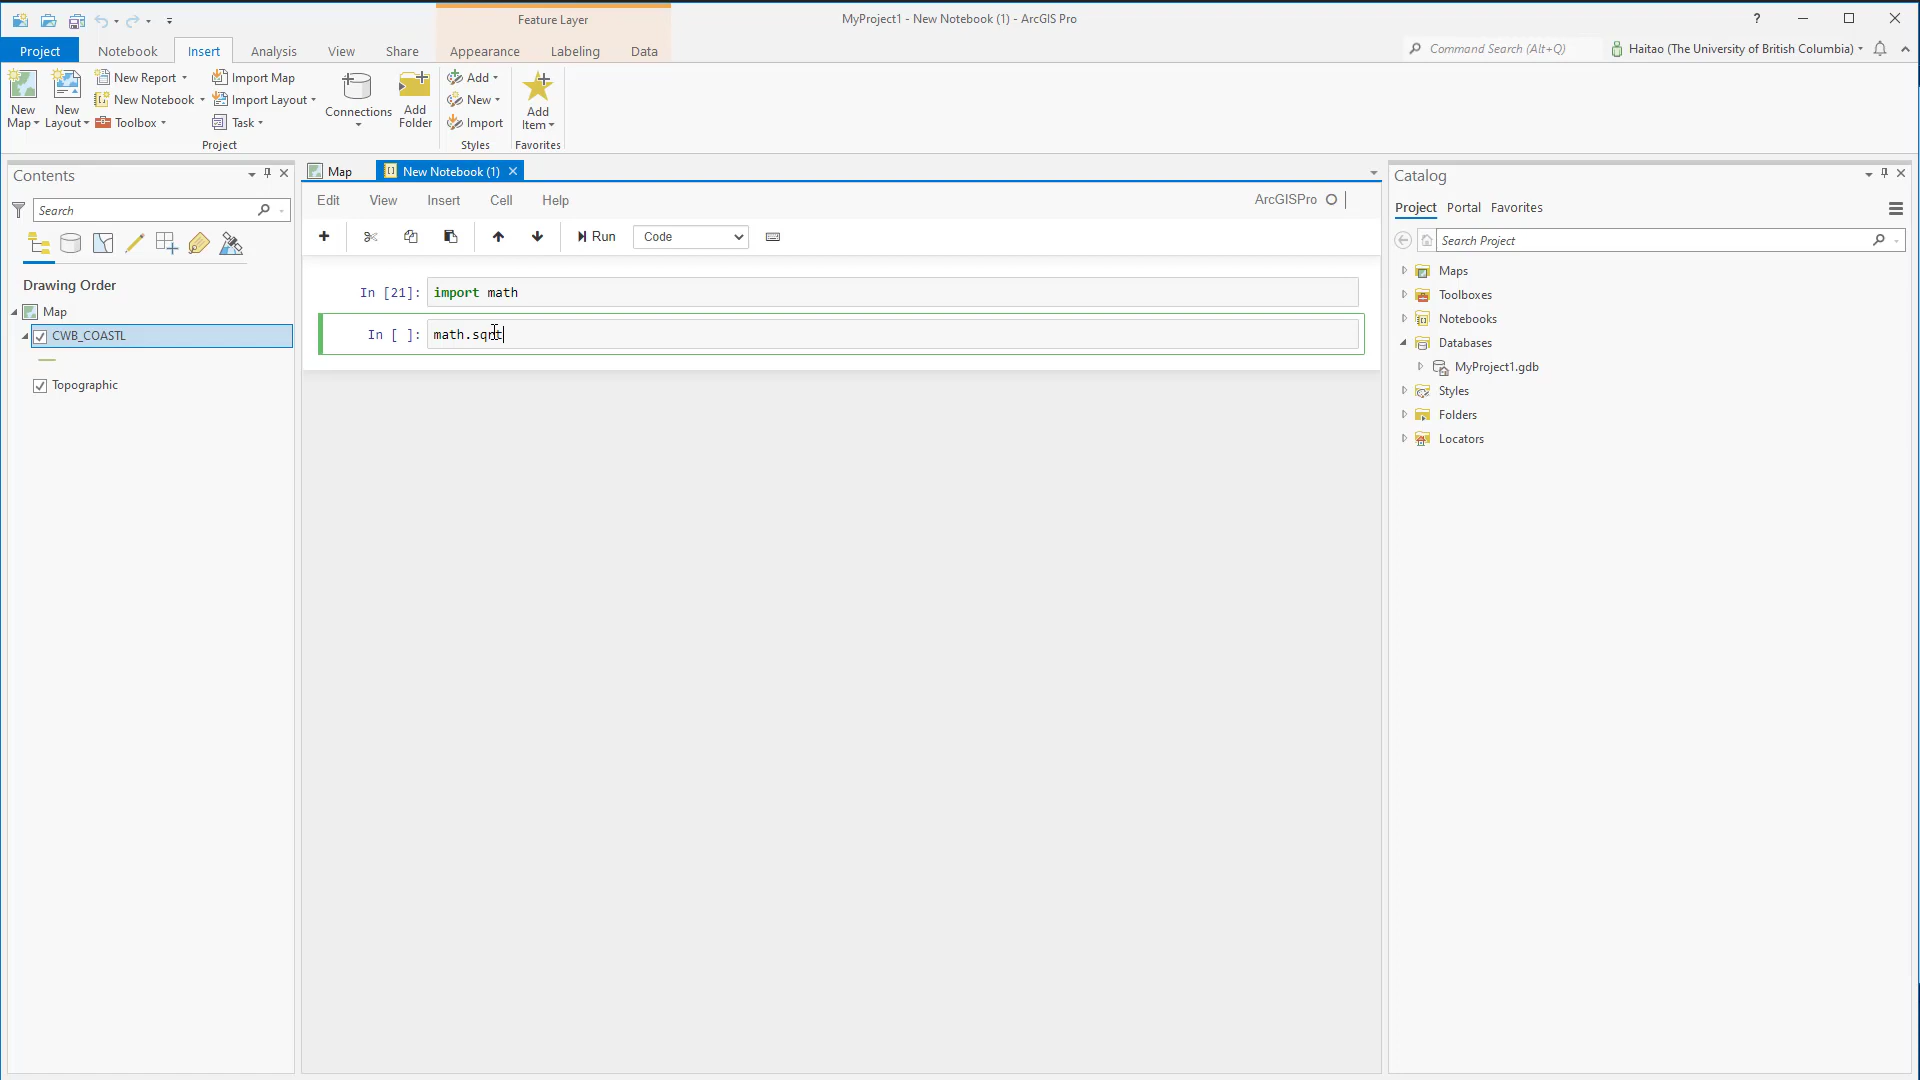 Feature Layer
MyProject1 - New Notebook (1) - ArcGIS Pro
?
Project
Notebook
Insert
Analysis
View
Share
Appearance
Labeling
Data
Command Search (Alt+Q)
Haitao (The University of British Columbia)
New Map
New Layout
New Report
New Notebook
Toolbox
Import Map
Import Layout
Task
Project
Connections
Add Folder
Add
New
Import
Styles
Add Item
Favorites
Contents
Search
Drawing Order
Map
CWB_COASTL
Topographic
Map
New Notebook (1)
Edit
View
Insert
Cell
Help
ArcGISPro
Run
Code
In [21]: import math
In [ ]: math.sqrt
Catalog
Project
Portal
Favorites
Search Project
Maps
Toolboxes
Notebooks
Databases
MyProject1.gdb
Styles
Folders
Locators